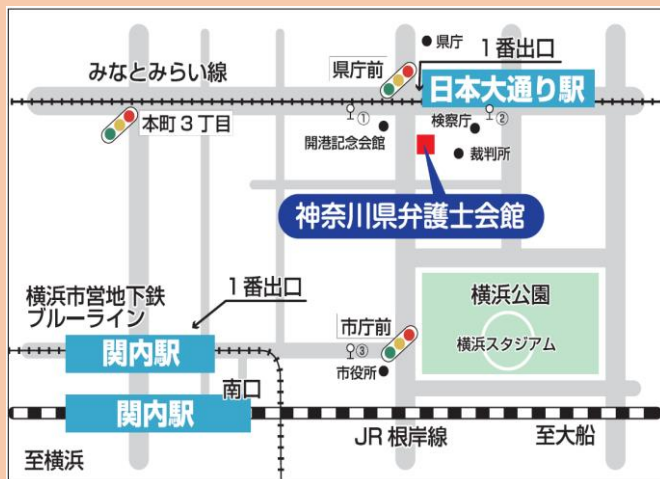 県庁
1番出口
みなとみらい線
県庁前
日本大通り駅
①
②
本町3丁目
開港記念会館
検察庁
裁判所
神奈川県弁護士会館
横浜市営地下鉄
ブルーライン
1番出口
横浜公園
市庁前
横浜スタジアム
関内駅
③
市役所
南口
関内駅
JR 根岸線
至大船
至横浜